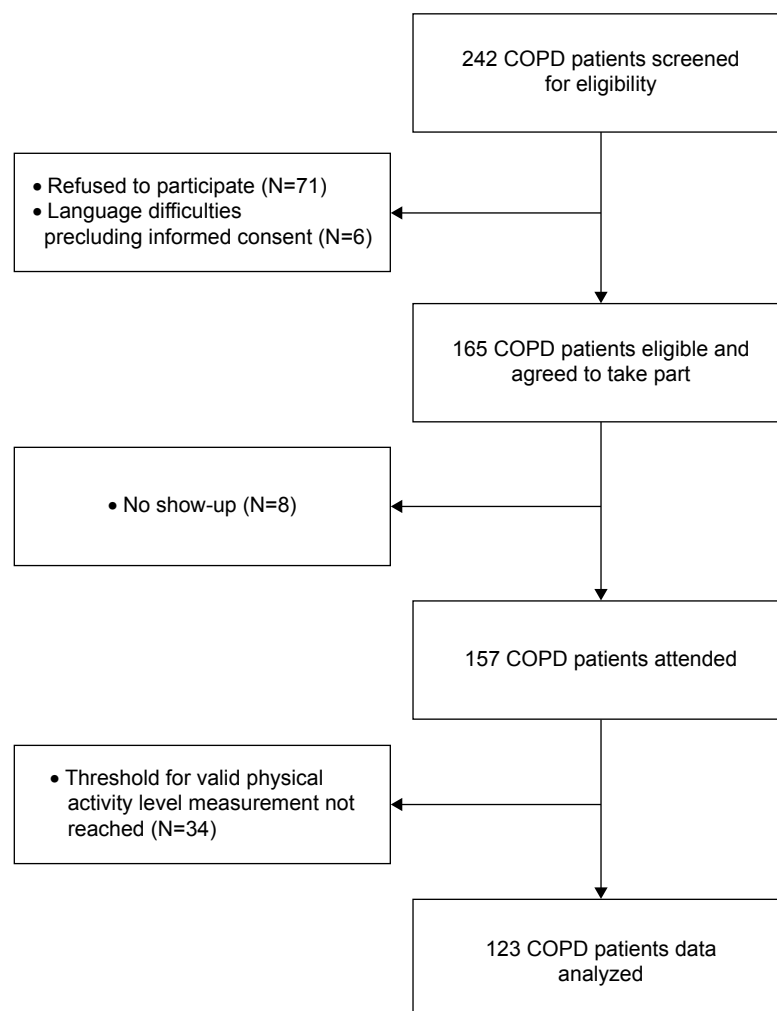 242 COPD patients screened
for eligibility
• Refused to participate (N=71)
• Language difficulties
precluding informed consent (N=6)
165 COPD patients eligible and
agreed to take part
• No show-up (N=8)
157 COPD patients attended
• Threshold for valid physical
activity level measurement not
reached (N=34)
123 COPD patients data
analyzed